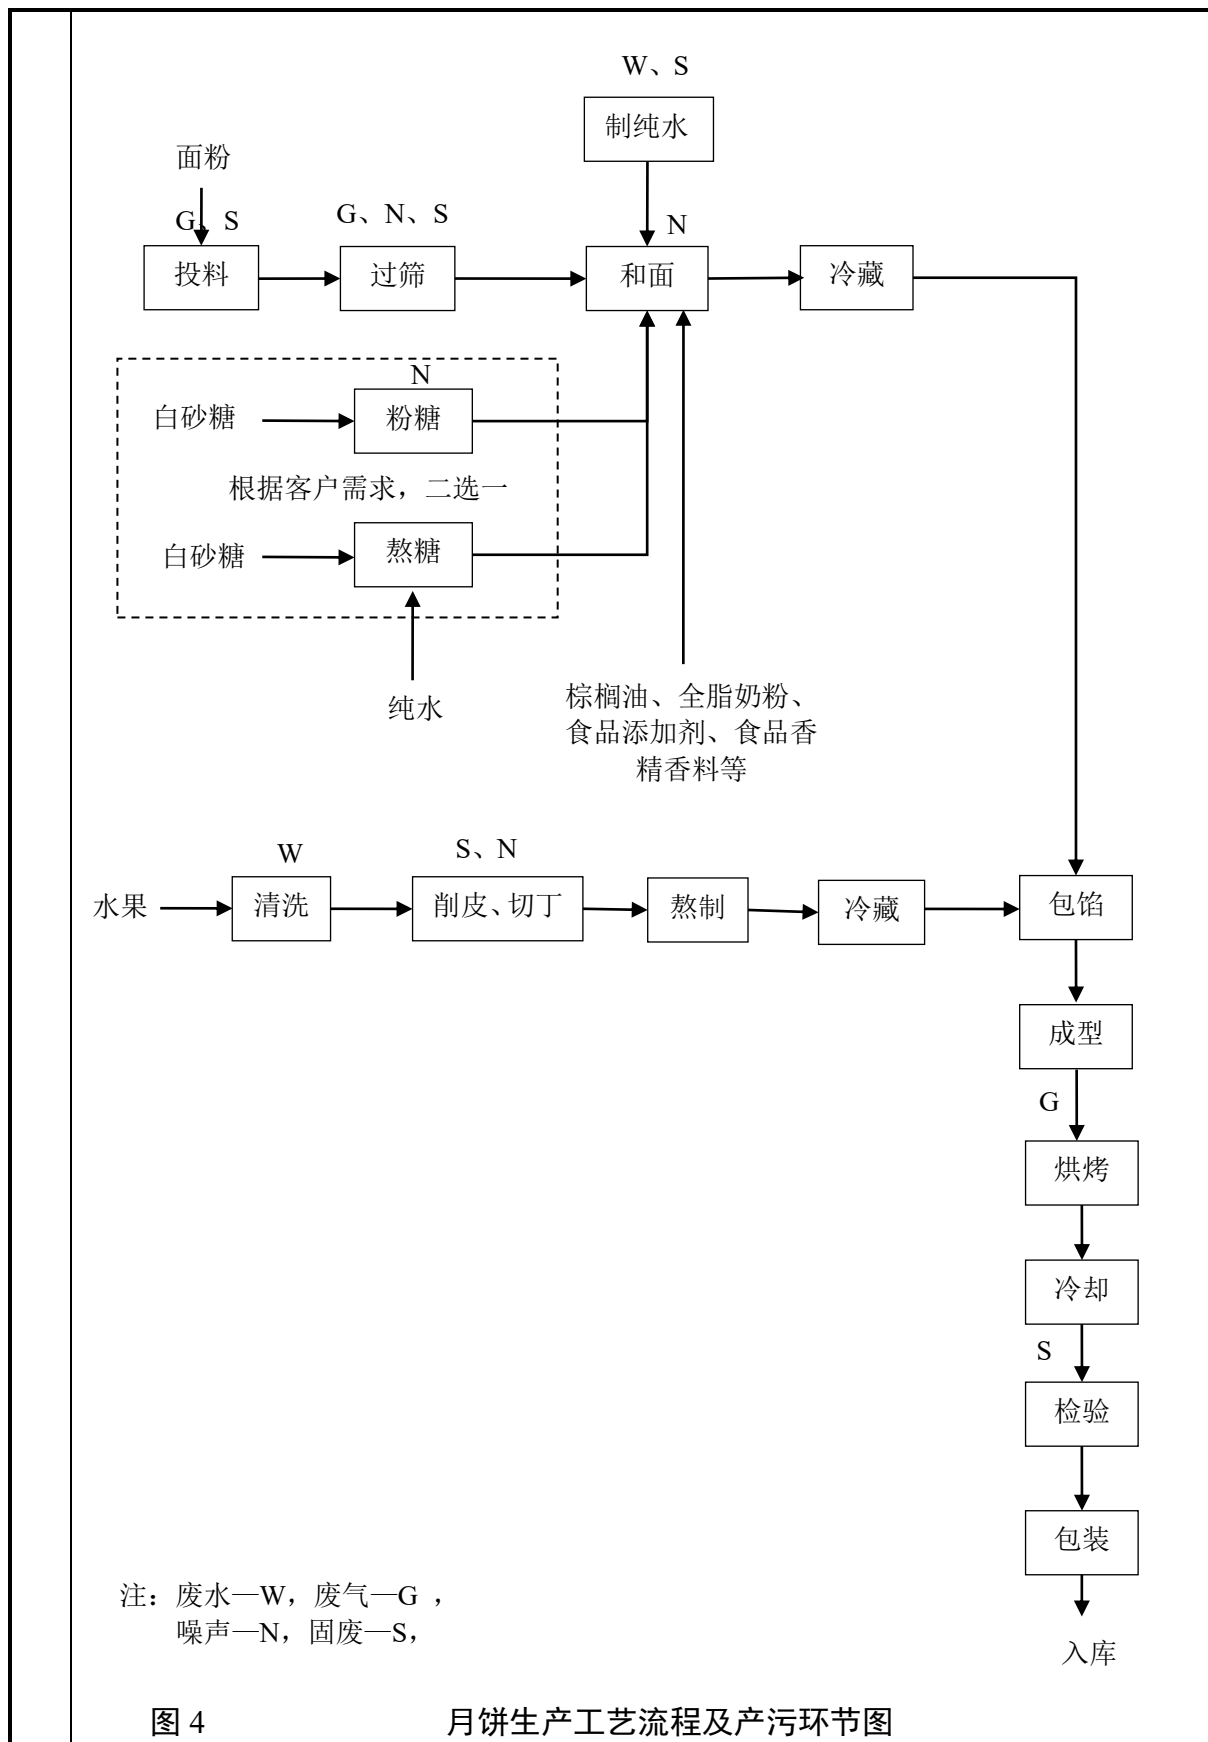 W、S
制纯水
面粉
G、S
G、N、S
N
投料
过筛
和面
冷藏
N
白砂糖
粉糖
根据客户需求，二选一
白砂糖
熬糖
纯水
棕榈油、全脂奶粉、
食品添加剂、食品香
精香料等
W
S、N
水果
清洗
削皮、切丁
熬制
冷藏
包馅
成型
G
烘烤
冷却
S
检验
包装
入库
注：废水—W，废气—G ，
噪声—N，固废—S，
图 4 月饼生产工艺流程及产污环节图